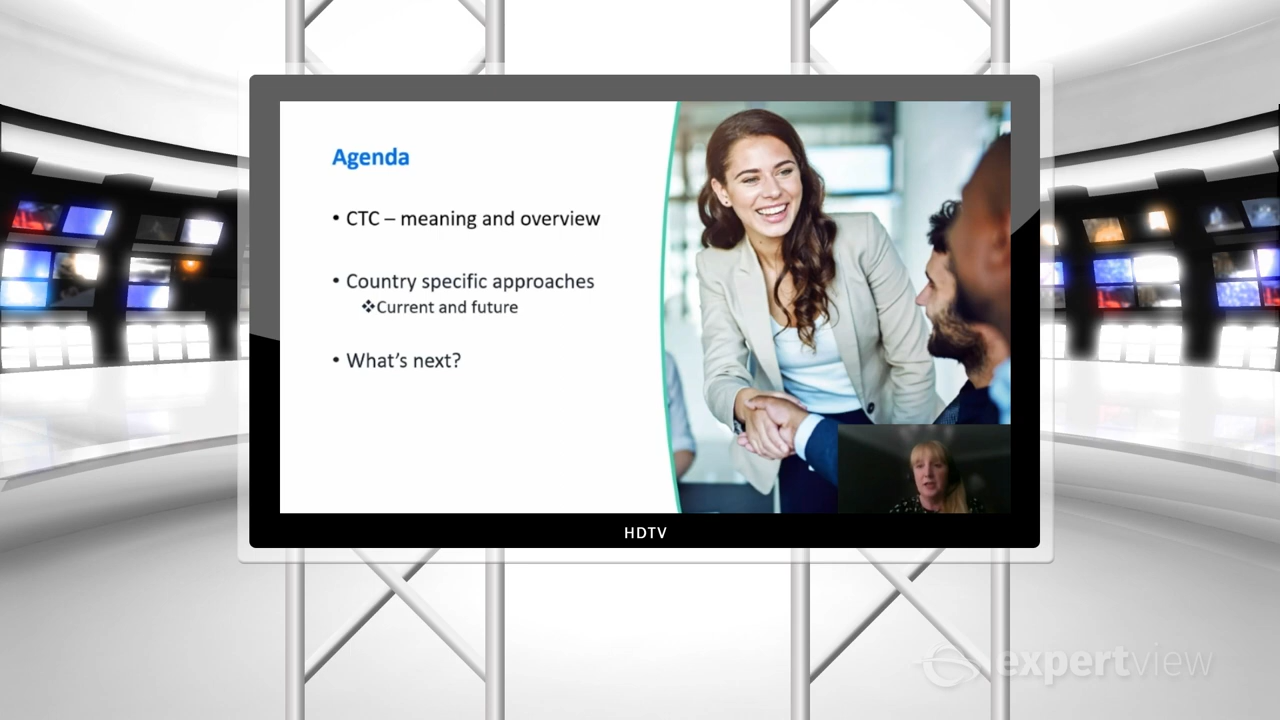 Agenda
• CTC – meaning and overview
• Country specific approaches
❖Current and future
• What's next?
HDTV
expertview